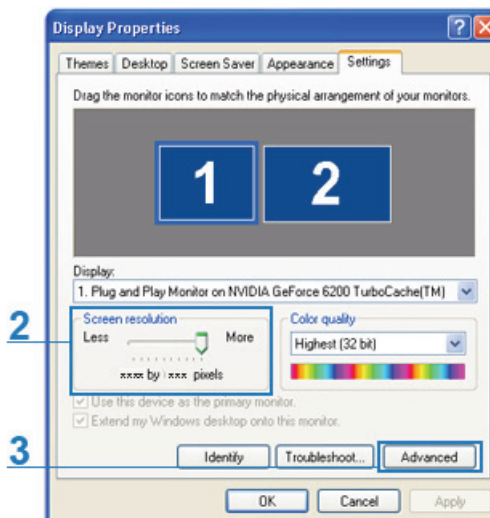 Display Properties
Themes Desktop Screen Saver Appearance Settings
Drag the monitor icons to match the physical arrangement of your monitors.
1 2
Display:
1. Plug and Play Monitor on NVIDIA GeForce 6200 TurboCache(TM)
2
Screen resolution
Less More
xxxx by xxx pixels
Color quality
Highest (32 bit)
Use this device as the primary monitor.
Extend my Windows desktop onto this monitor.
3
Identify Troubleshoot... Advanced
OK Cancel Apply